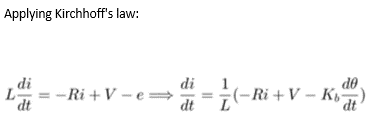 Applying Kirchhoff's law:
L di/dt = −Ri + V − e ⟹ di/dt = 1/L (−Ri + V − K_b dθ/dt)